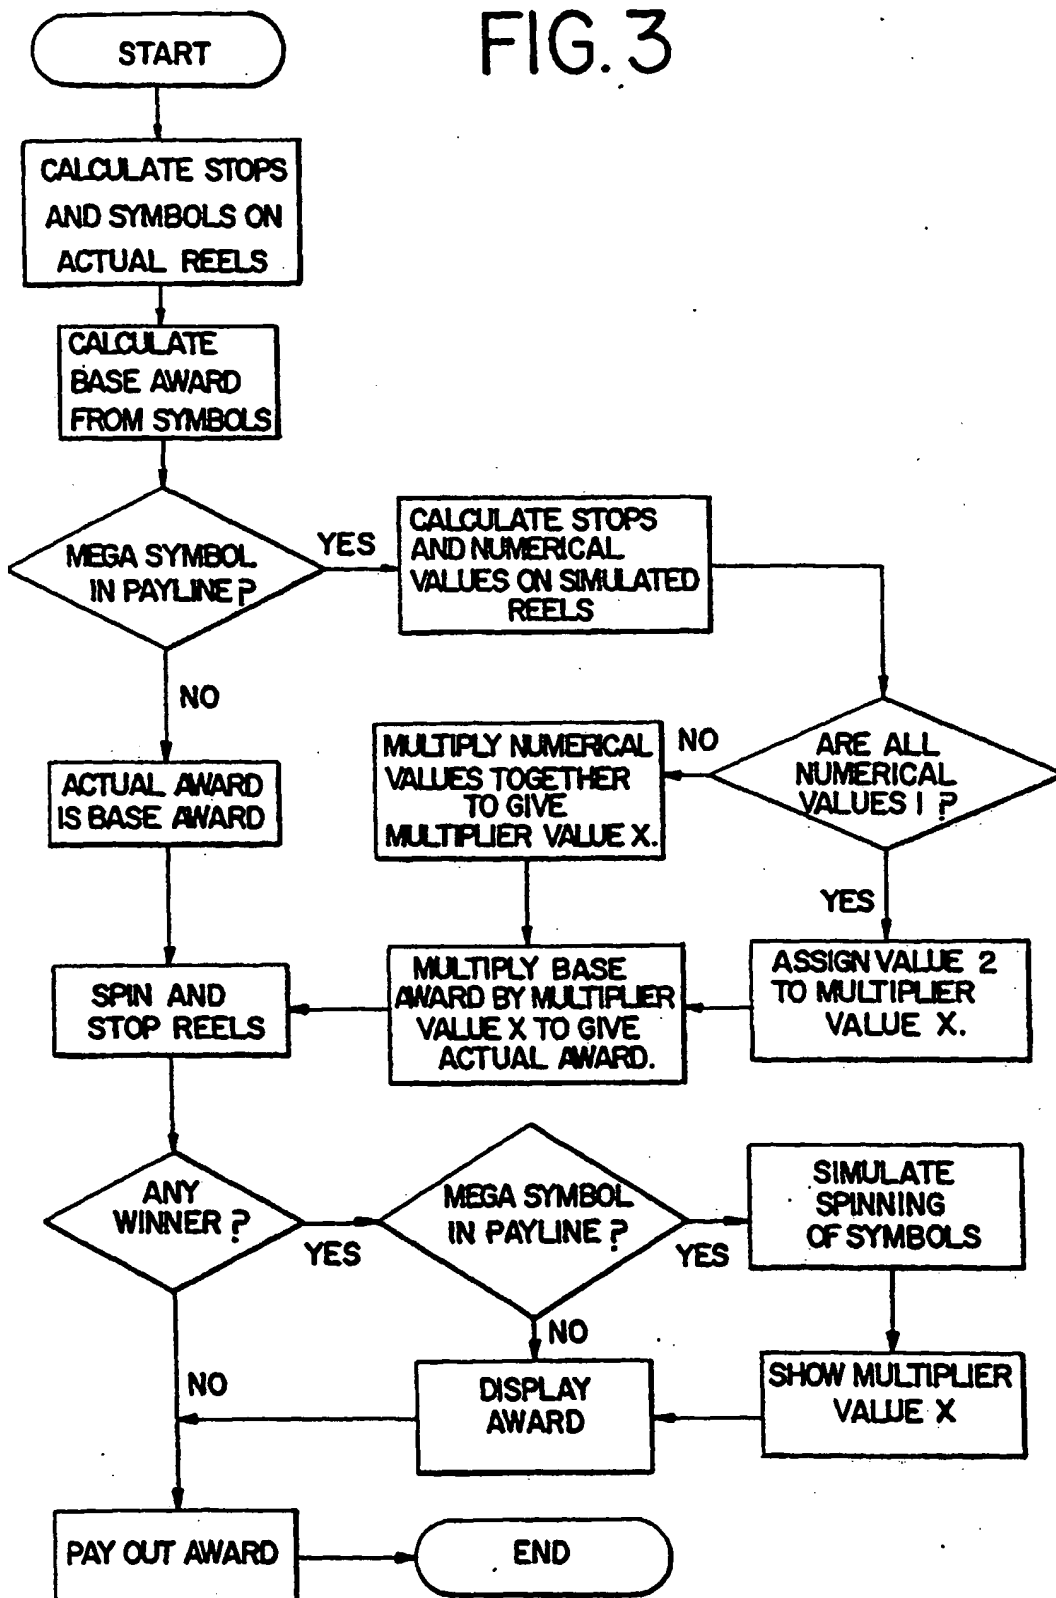 FIG. 3
START
CALCULATE STOPS
AND SYMBOLS ON
ACTUAL REELS
CALCULATE
BASE AWARD
FROM SYMBOLS
MEGA SYMBOL
IN PAYLINE?
YES
CALCULATE STOPS
AND NUMERICAL
VALUES ON SIMULATED
REELS
NO
ARE ALL
NUMERICAL
VALUES 1 ?
NO
MULTIPLY NUMERICAL
VALUES TOGETHER
TO GIVE
MULTIPLIER VALUE X.
YES
ACTUAL AWARD
IS BASE AWARD
ASSIGN VALUE 2
TO MULTIPLIER
VALUE X.
MULTIPLY BASE
AWARD BY MULTIPLIER
VALUE X TO GIVE
ACTUAL AWARD.
SPIN AND
STOP REELS
ANY
WINNER ?
YES
MEGA SYMBOL
IN PAYLINE ?
YES
SIMULATE
SPINNING
OF SYMBOLS
NO
NO
DISPLAY
AWARD
SHOW MULTIPLIER
VALUE X
PAY OUT AWARD
END